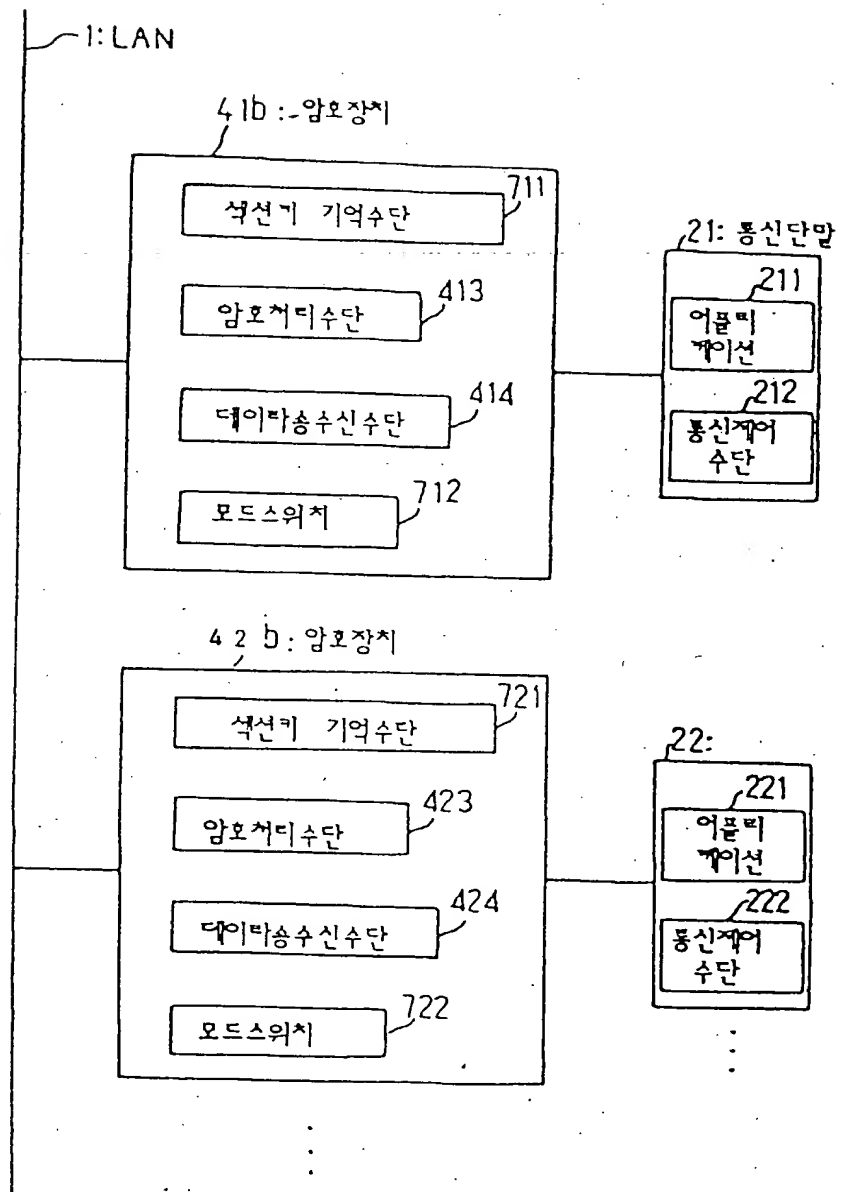 1: LAN
41b:-암호장치
711
섹션키 기억수단
413
암호처리수단
414
데이타송수신수단
712
모드스위치
21: 통신단말
211
어플리
케이션
212
통신제어
수단
42b: 암호장치
721
섹션키 기억수단
423
암호처리수단
424
데이타송수신수단
722
모드스위치
22:
221
어플리
케이션
222
통신제어
수단